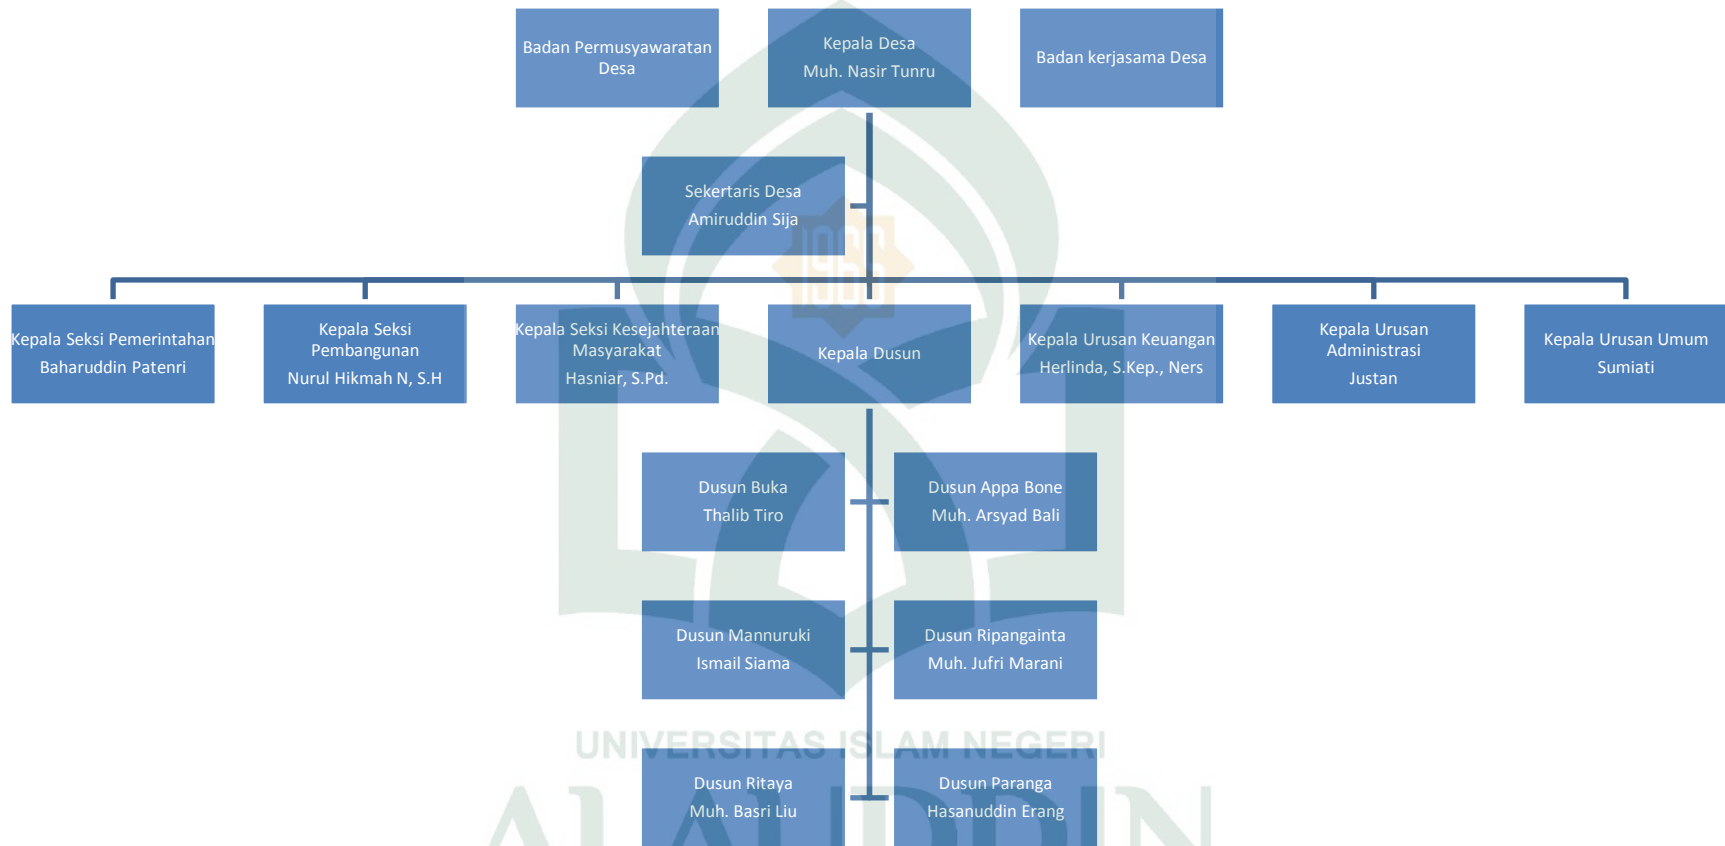 Badan Permusyawaratan
Desa
Kepala Desa
Muh. Nasir Tunru
Badan kerjasama Desa
Sekertaris Desa
Amiruddin Sija
1965
Kepala Seksi Pemerintahan
Baharuddin Patenri
Kepala Seksi
Pembangunan
Nurul Hikmah N, S.H
Kepala Seksi Kesejahteraan
Masyarakat
Hasniar, S.Pd.
Kepala Dusun
Kepala Urusan Keuangan
Herlinda, S.Kep., Ners
Kepala Urusan
Administrasi
Justan
Kepala Urusan Umum
Sumiati
Dusun Buka
Thalib Tiro
Dusun Appa Bone
Muh. Arsyad Bali
Dusun Mannuruki
Ismail Siama
Dusun Ripangainta
Muh. Jufri Marani
UNIVERSITAS ISLAM NEGERI
Dusun Ritaya
Muh. Basri Liu
Dusun Paranga
Hasanuddin Erang
ALAUDDIN